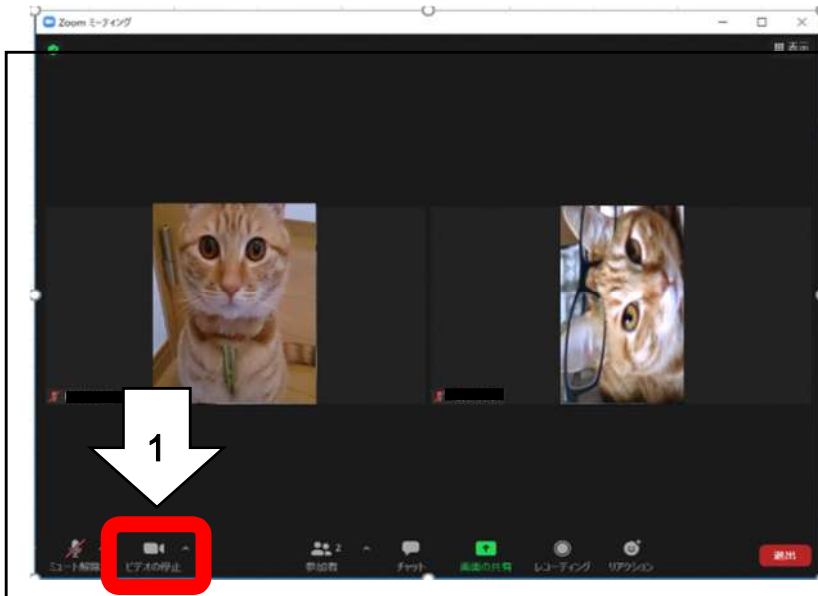 Zoom ミーティング
表示
1
ミュート解除
ビデオの停止
2
参加者
チャット
画面の共有
レコーディング
リアクション
退出